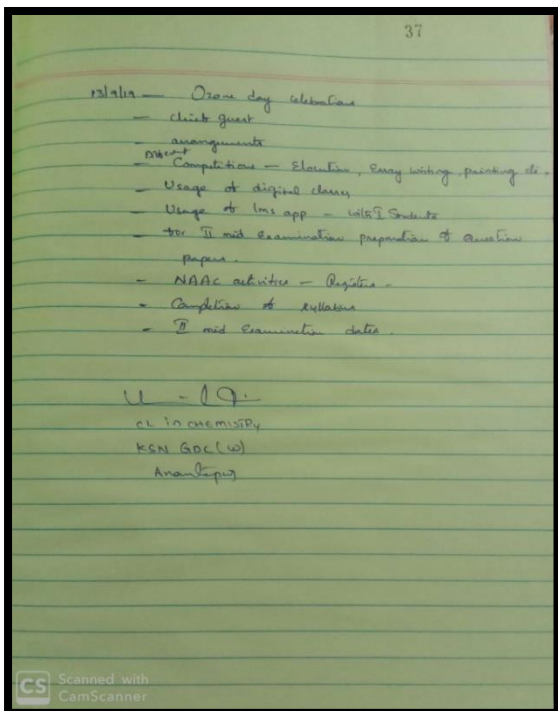 37
13/9/19 — Ozone day celebrations
— chief guest
— arrangements
Different
— Competitions — Elocution, Essay writing, painting etc.
— Usage of digital classes
— Usage of lms app — with I Students
— for II mid examination preparation of question
papers.
— NAAC activities — Registers
— Completion of syllabus
— II mid Examination dates.
CL in CHEMISTRY
KSN GDC (W)
Anantapur
CS Scanned with
CamScanner